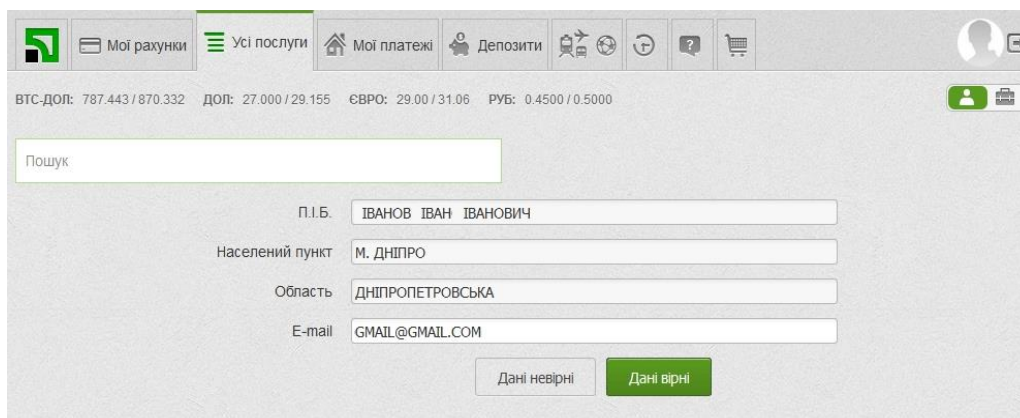 Мої рахунки Усі послуги Мої платежі Депозити ?
BTC-ДОЛ: 787.443 / 870.332 ДОЛ: 27.000 / 29.155 ЄВРО: 29.00 / 31.06 РУБ: 0.4500 / 0.5000
Пошук
П.І.Б. ІВАНОВ ІВАН ІВАНОВИЧ
Населений пункт М. ДНІПРО
Область ДНІПРОПЕТРОВСЬКА
E-mail GMAIL@GMAIL.COM
Дані невірні Дані вірні